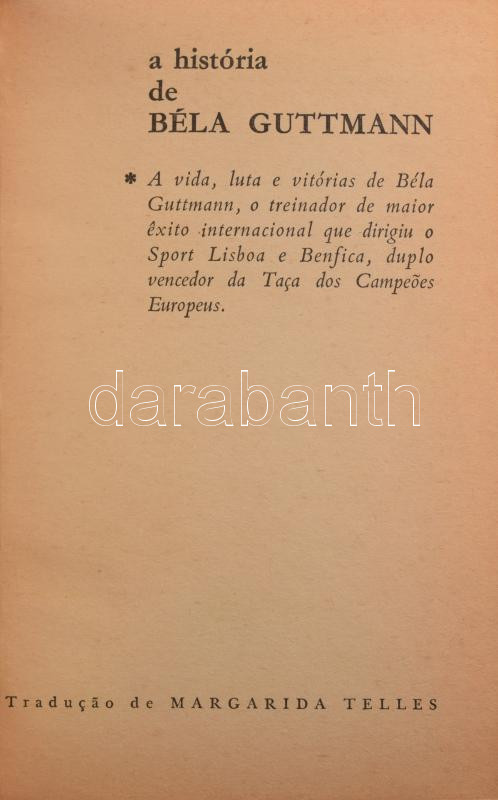 a história
de
BÉLA GUTTMANN
* A vida, luta e vitórias de Béla
Guttmann, o treinador de maior
êxito internacional que dirigiu o
Sport Lisboa e Benfica, duplo
vencedor da Taça dos Campeões
Europeus.
darabanth
Tradução de MARGARIDA TELLES